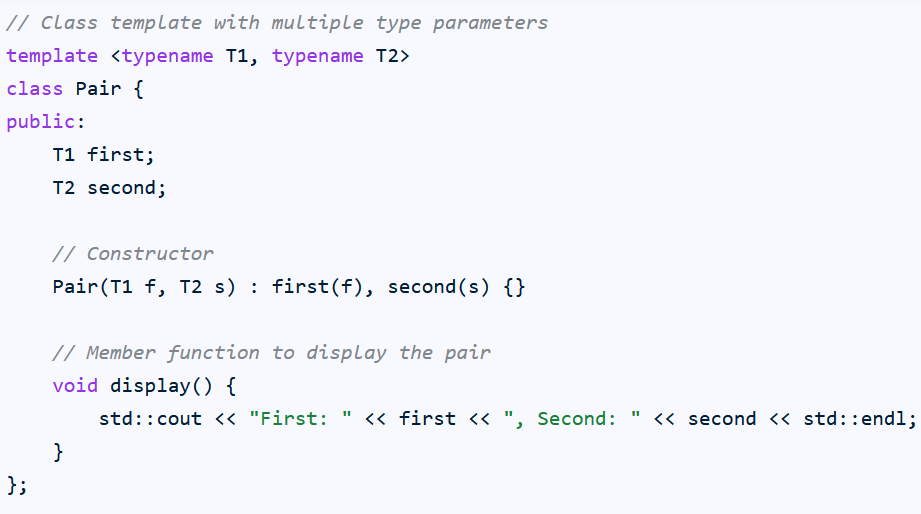 // Class template with multiple type parameters
template <typename T1, typename T2>
class Pair {
public:
    T1 first;
    T2 second;

    // Constructor
    Pair(T1 f, T2 s) : first(f), second(s) {}

    // Member function to display the pair
    void display() {
        std::cout << "First: " << first << ", Second: " << second << std::endl;
    }
};